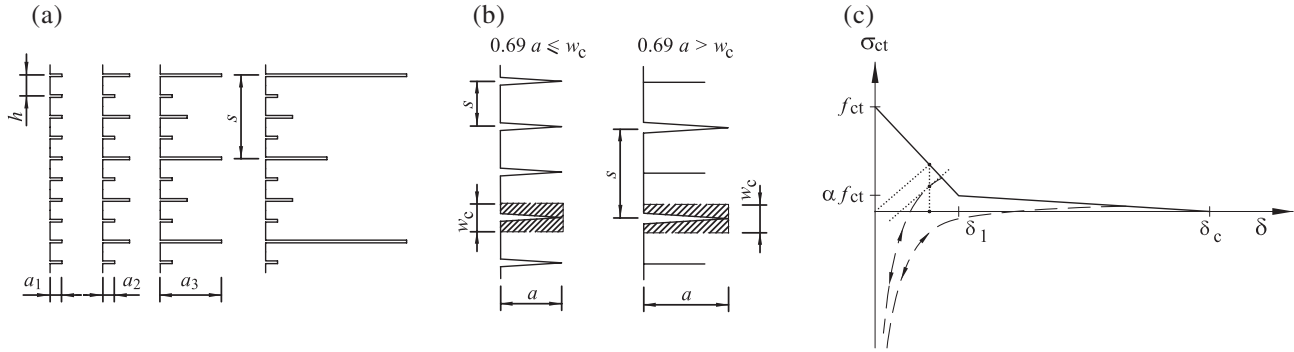 (a)
h
s
a1
a2
a3
(b)
0.69 a ⩽ wc
0.69 a > wc
s
s
wc
wc
a
a
(c)
σct
fct
α fct
δ1
δc
δ